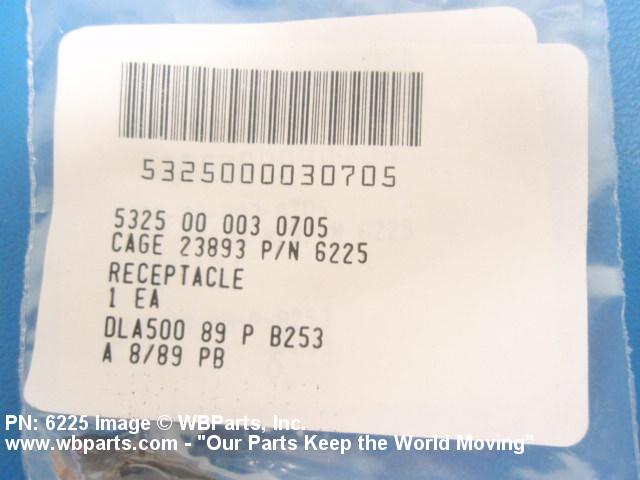 5325000030705
5325 00 003 0705
CAGE 23893 P/N 6225
RECEPTACLE
1 EA
DLA500 89 P B253
A 8/89 PB
PN: 6225 Image © WBParts, Inc.
www.wbparts.com - "Our Parts Keep the World Moving"